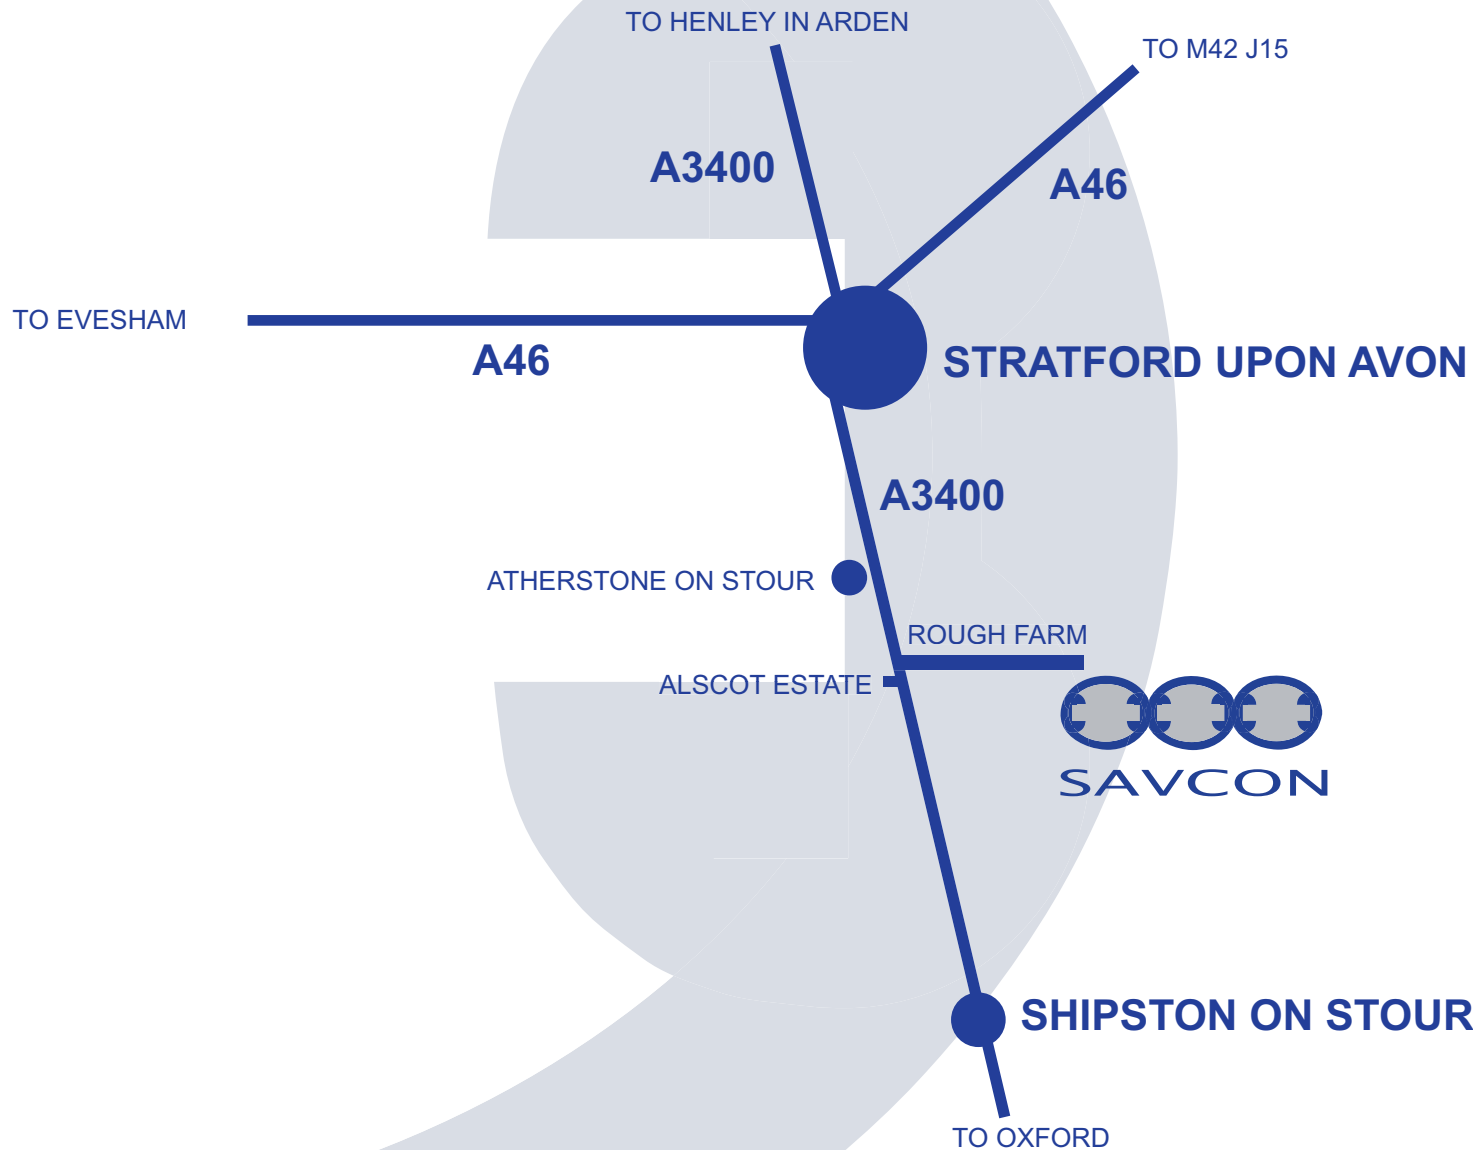 TO HENLEY IN ARDEN
TO M42 J15
A3400
A46
TO EVESHAM
A46
STRATFORD UPON AVON
A3400
ATHERSTONE ON STOUR
ROUGH FARM
ALSCOT ESTATE
SAVCON
SHIPSTON ON STOUR
TO OXFORD